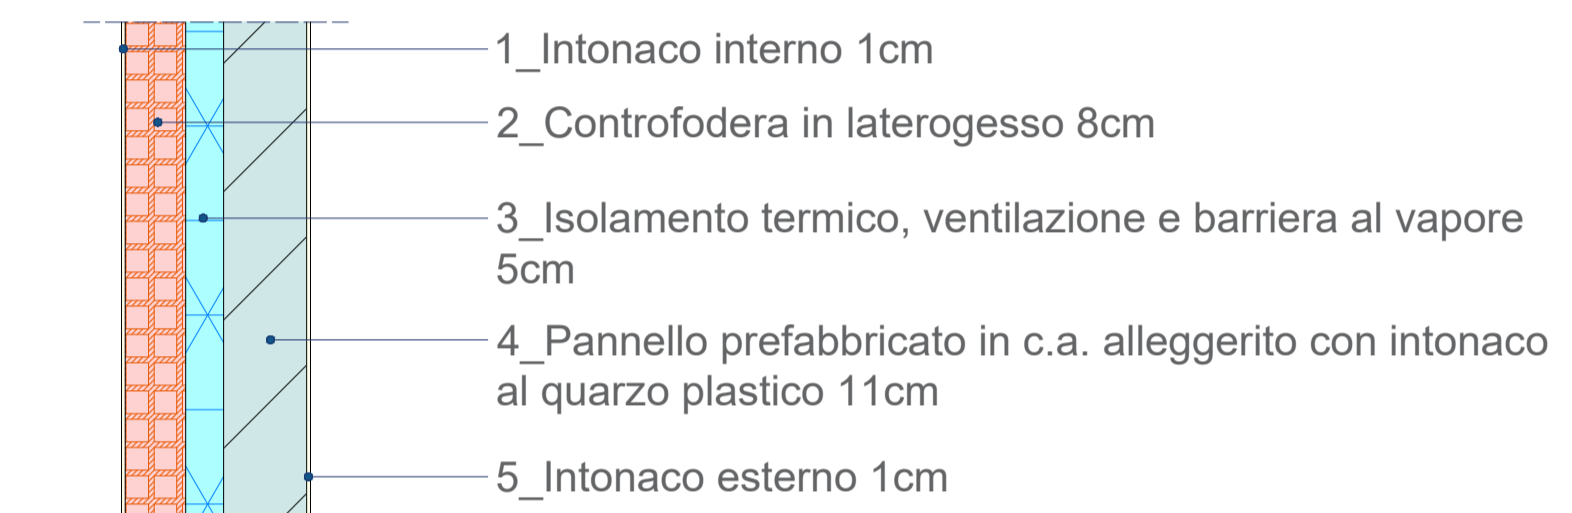 1_Intonaco interno 1cm
2_Controfodera in laterogesso 8cm
3_Isolamento termico, ventilazione e barriera al vapore
5cm
4_Pannello prefabbricato in c.a. alleggerito con intonaco
al quarzo plastico 11cm
5_Intonaco esterno 1cm